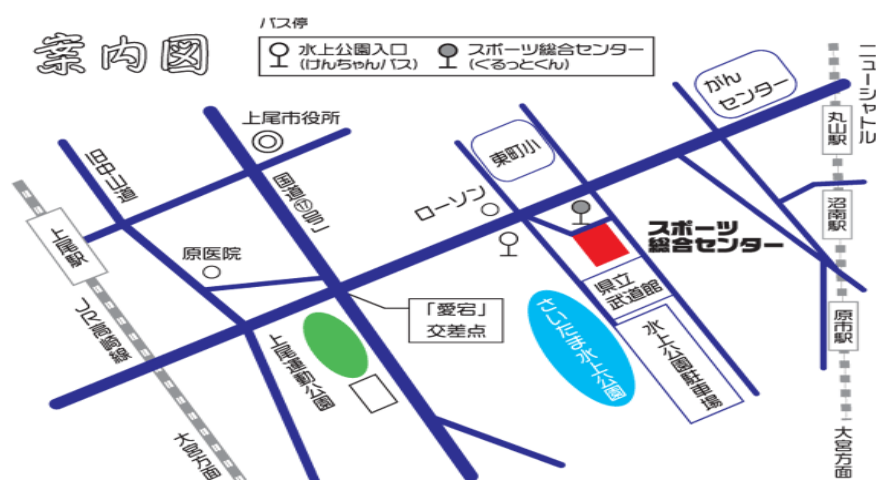 案内図
バス停
水上公園入口
(けんちゃんバス)
スポーツ総合センター
(ぐるっとくん)
ニューシャトル
がん
センター
丸山駅
上尾市役所
旧中山道
国道⑰号
東町小
ローソン
沼南駅
スポーツ
総合センター
上尾駅
原医院
県立
武道館
「愛宕」
交差点
さいたま水上公園
原市駅
JR高崎線
上尾運動公園
水上公園駐車場
大宮方面
大宮方面